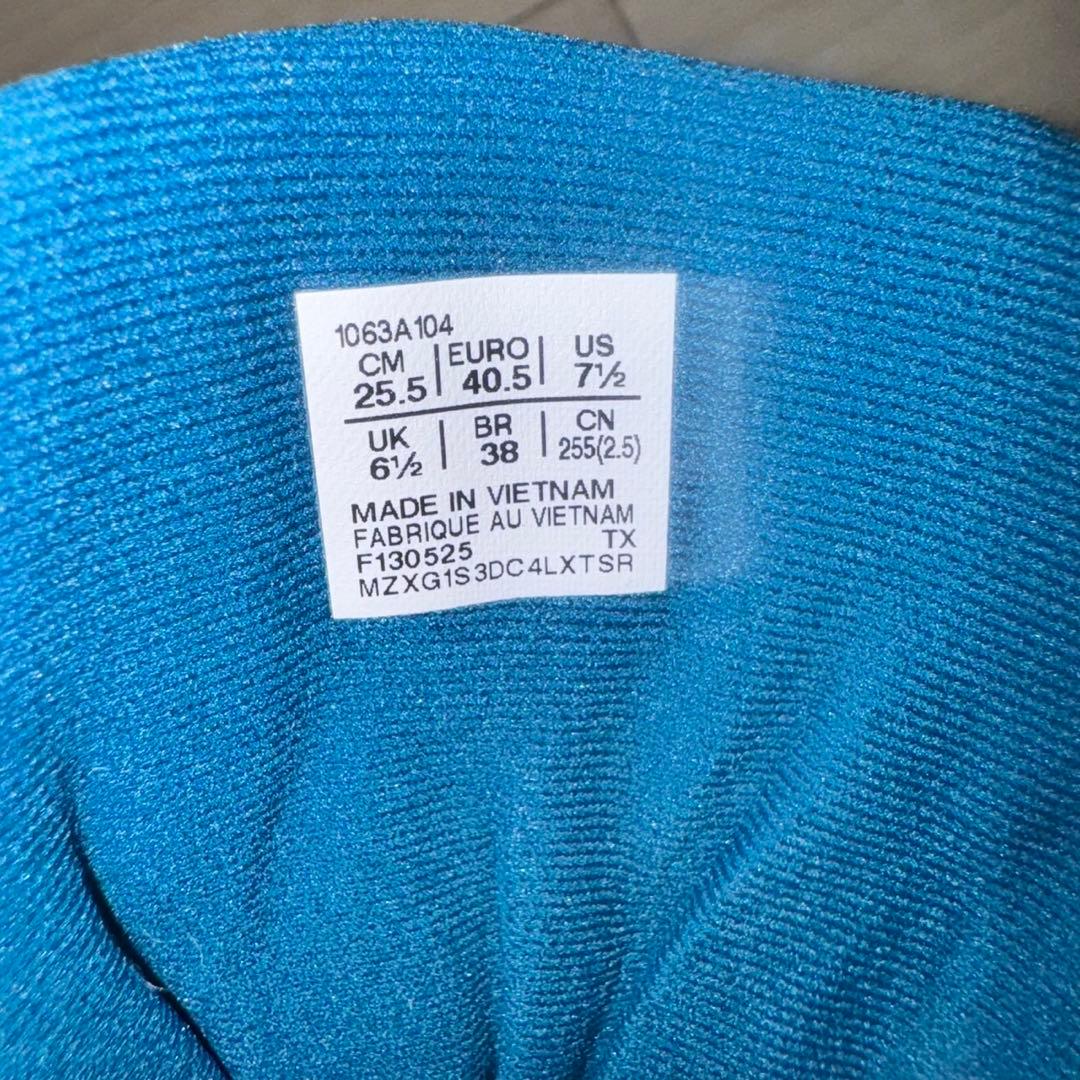 1063A104
CM | EURO | US
25.5 | 40.5 | 7½
UK | BR | CN
6½ | 38 | 255(2.5)
MADE IN VIETNAM
FABRIQUE AU VIETNAM
F130525 TX
MZXG1S3DC4LXTSR